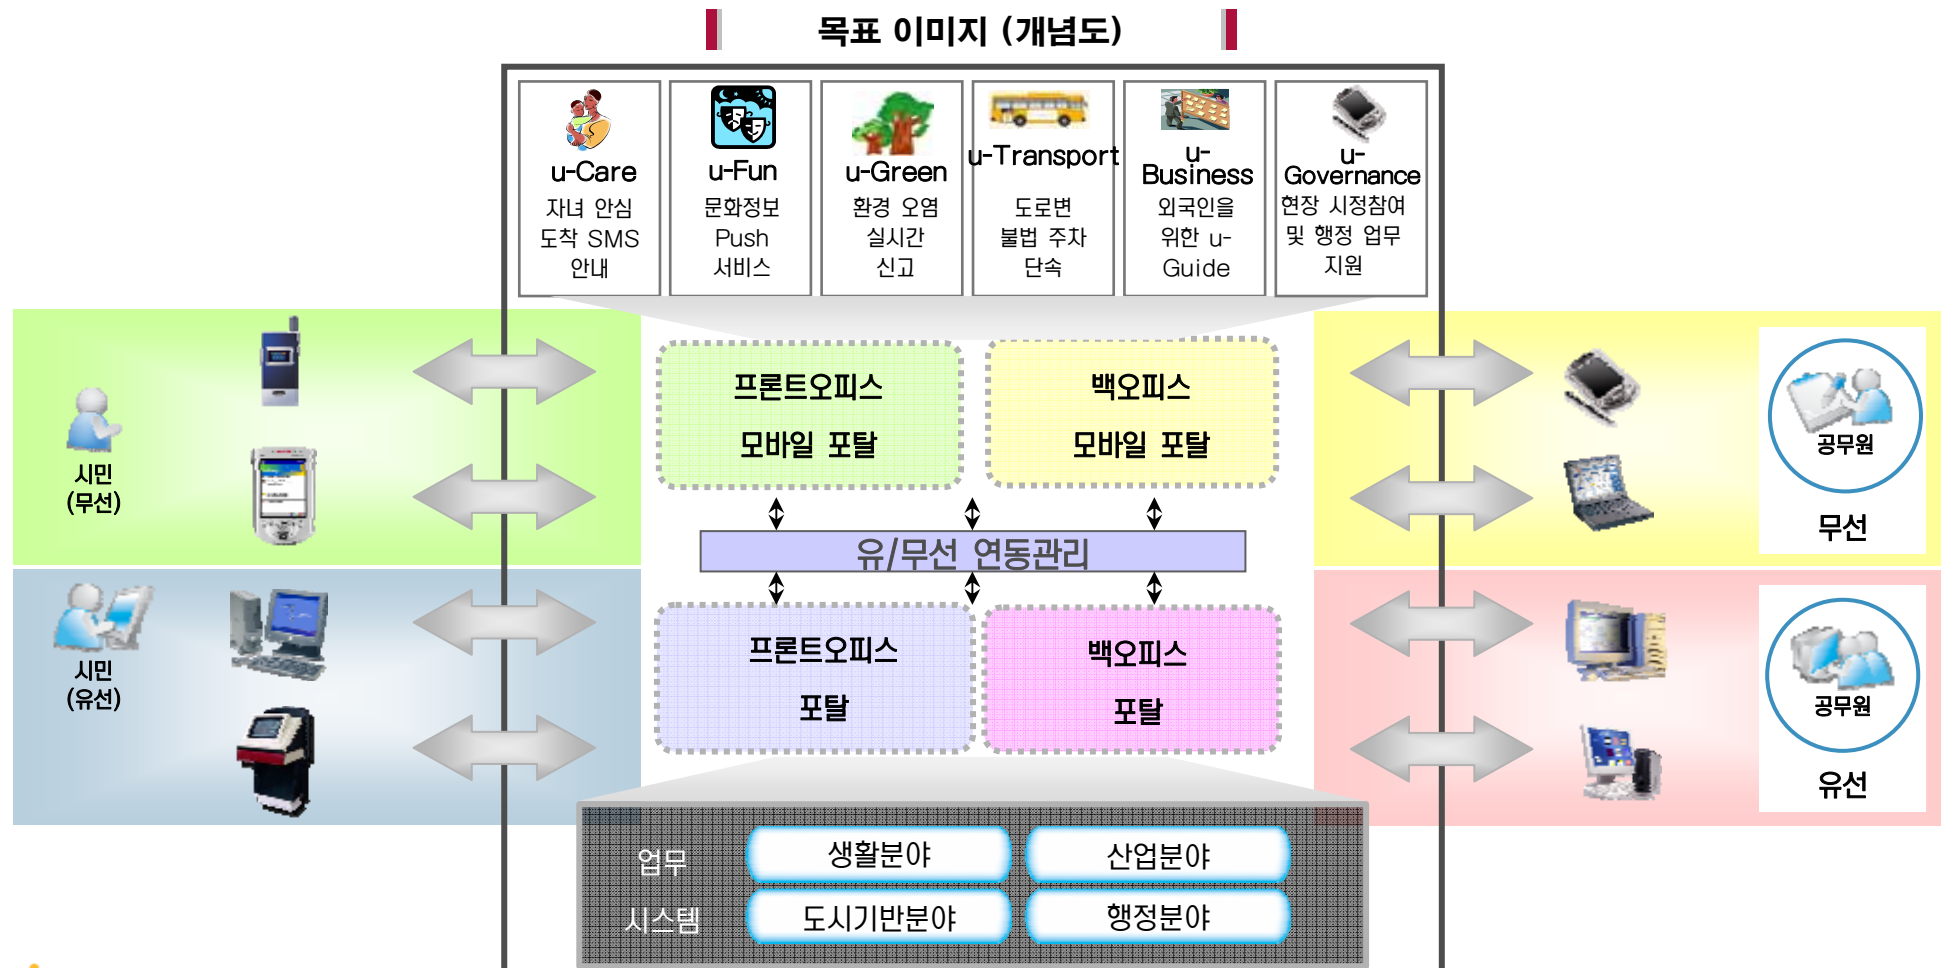 목표 이미지 (개념도)
u-Care
자녀 안심
도착 SMS
안내
u-Fun
문화정보
Push
서비스
u-Green
환경 오염
실시간
신고
u-Transport
도로변
불법 주차
단속
u-
Business
외국인을
위한 u-
Guide
u-
Governance
현장 시정참여
및 행정 업무
지원
시민
(무선)
시민
(유선)
프론트오피스
모바일 포탈
백오피스
모바일 포탈
유/무선 연동관리
프론트오피스
포탈
백오피스
포탈
공무원
무선
공무원
유선
업무
시스템
생활분야
산업분야
도시기반분야
행정분야